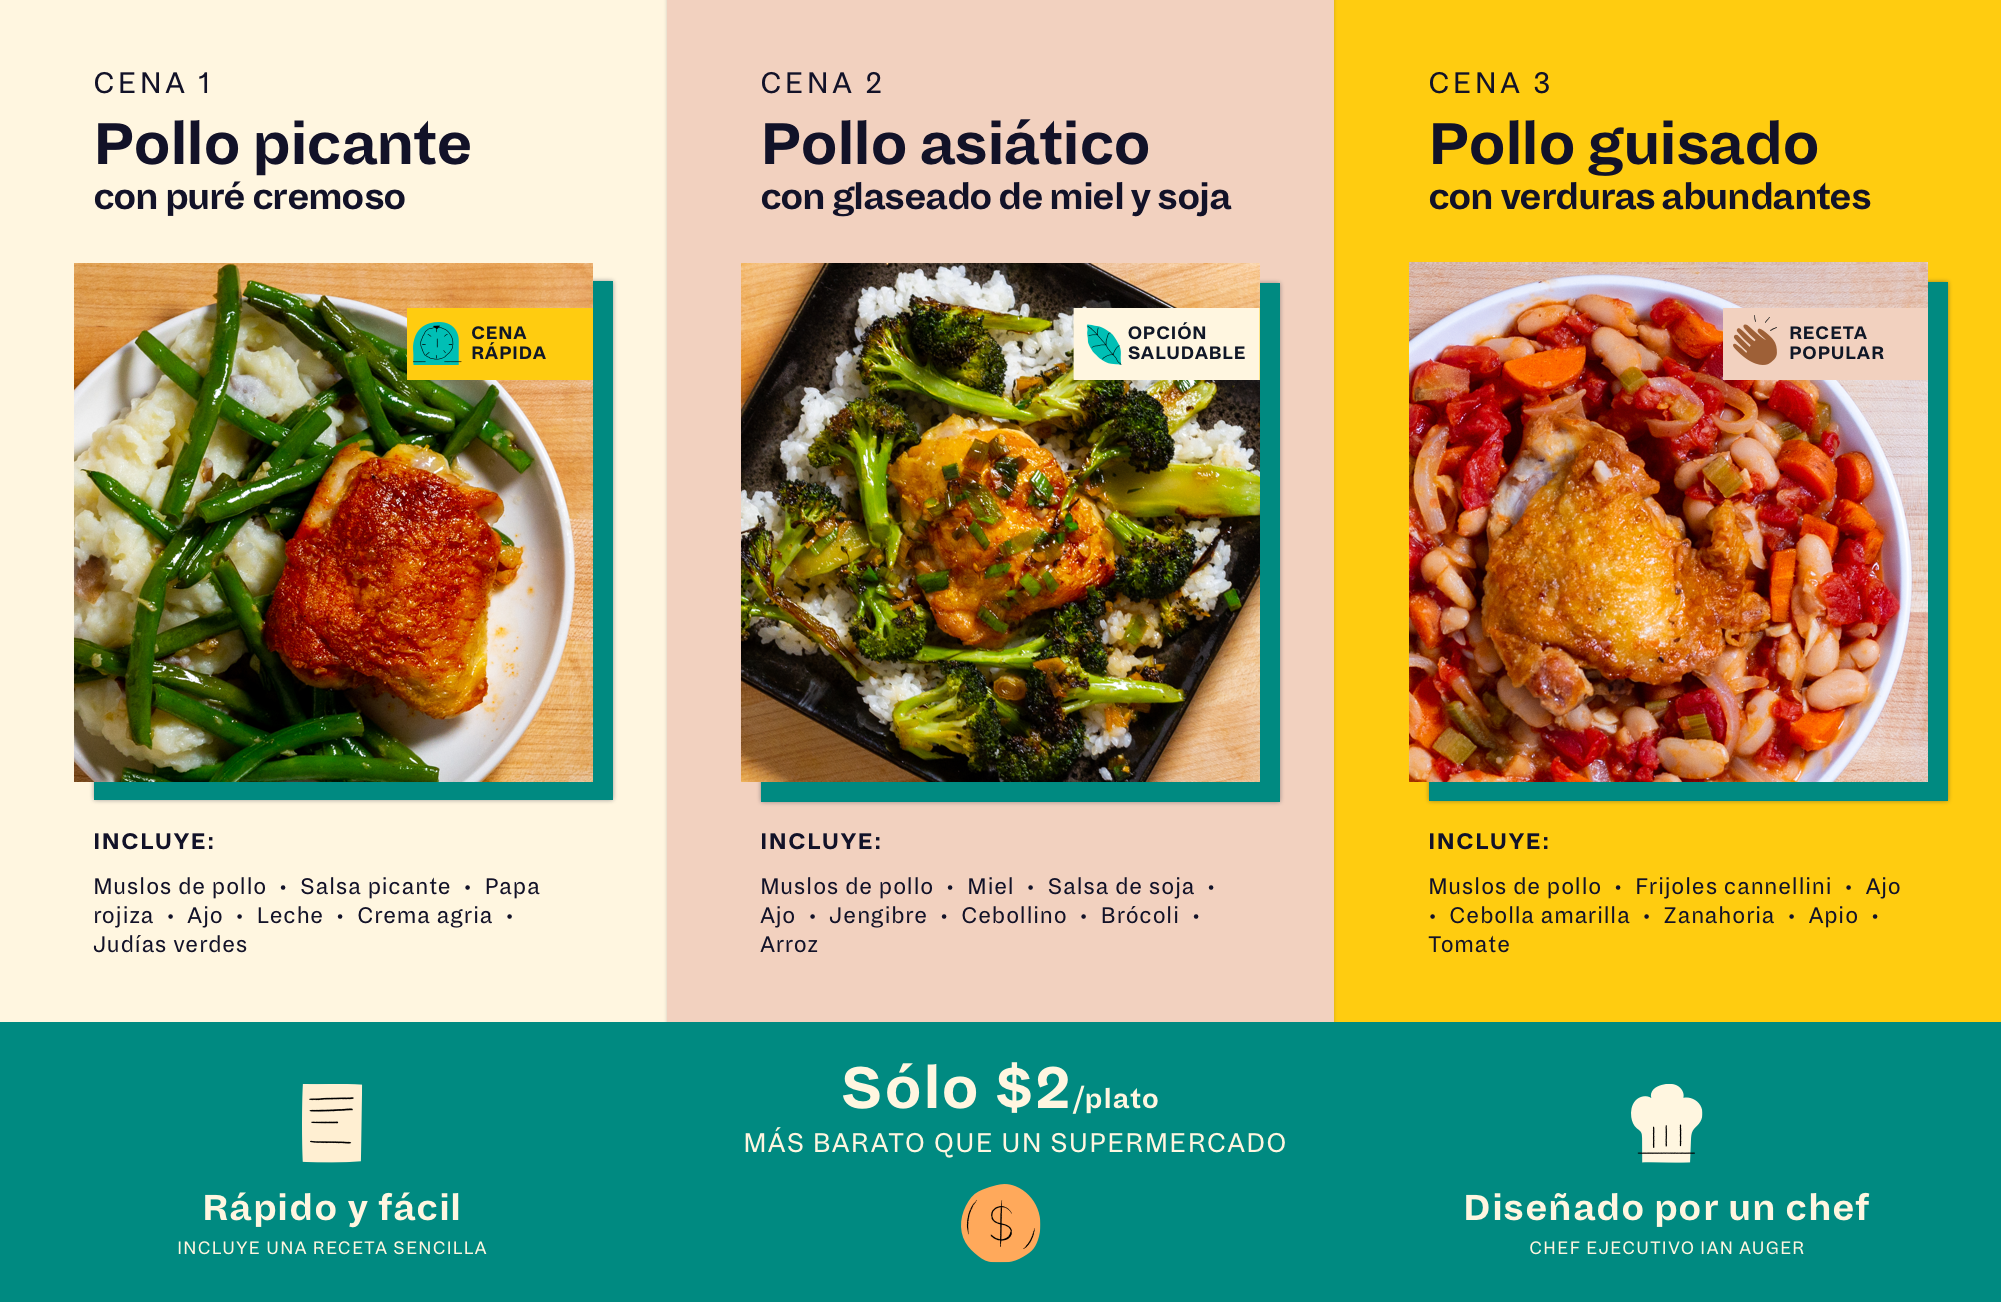 CENA 1
Pollo picante
con puré cremoso
CENA
RÁPIDA
INCLUYE:
Muslos de pollo • Salsa picante • Papa
rojiza • Ajo • Leche • Crema agria •
Judías verdes
CENA 2
Pollo asiático
con glaseado de miel y soja
OPCIÓN
SALUDABLE
INCLUYE:
Muslos de pollo • Miel • Salsa de soja •
Ajo • Jengibre • Cebollino • Brócoli •
Arroz
CENA 3
Pollo guisado
con verduras abundantes
RECETA
POPULAR
INCLUYE:
Muslos de pollo • Frijoles cannellini • Ajo
• Cebolla amarilla • Zanahoria • Apio •
Tomate
Rápido y fácil
INCLUYE UNA RECETA SENCILLA
Sólo $2/plato
MÁS BARATO QUE UN SUPERMERCADO
$
Diseñado por un chef
CHEF EJECUTIVO IAN AUGER